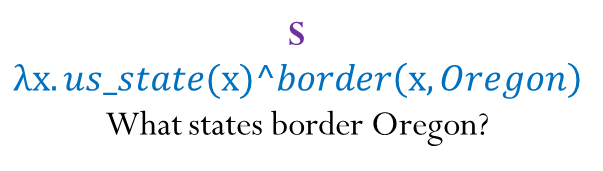 S
λx.us_state(x)^border(x,Oregon)
What states border Oregon?